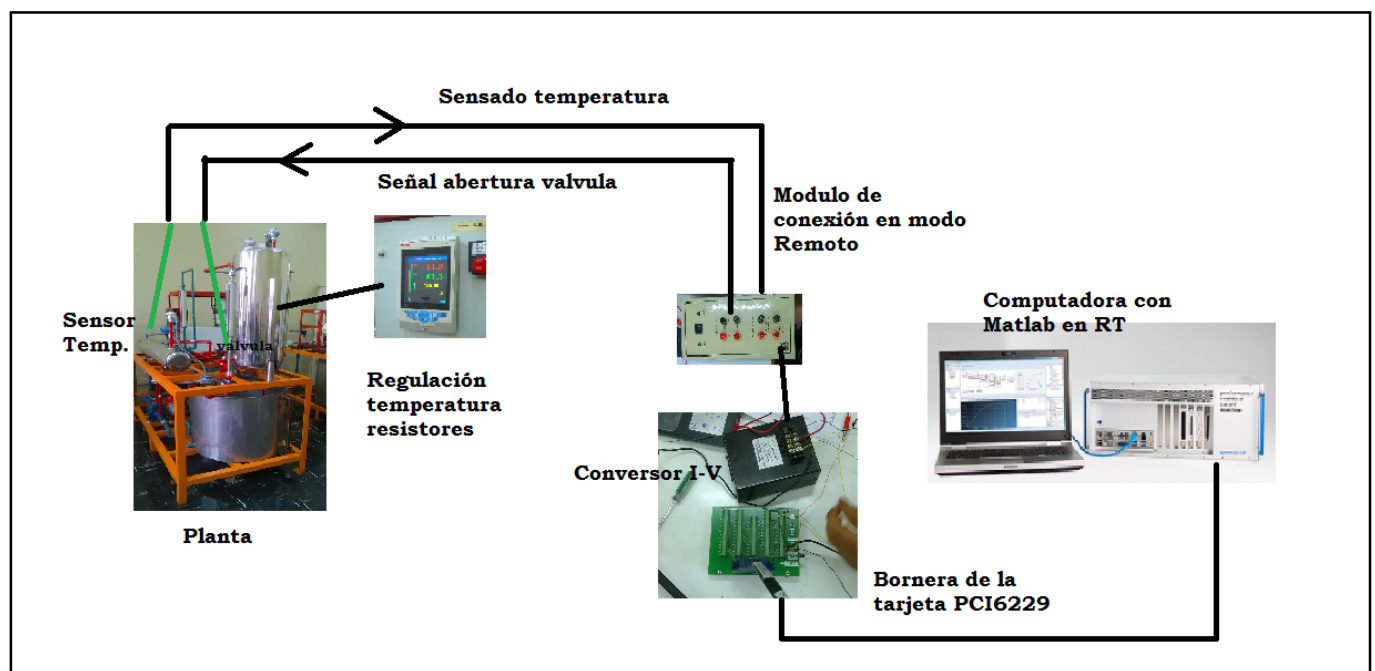 Sensado temperatura
Señal abertura valvula
Modulo de
conexión en modo
Remoto
Sensor
Temp.
valvula
Regulación
temperatura
resistores
Computadora con
Matlab en RT
Conversor I-V
Planta
Bornera de la
tarjeta PCI6229